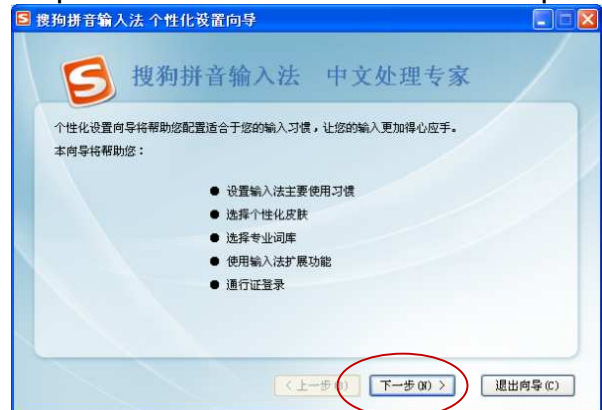 搜狗拼音输入法 个性化设置向导
搜狗拼音输入法 中文处理专家
个性化设置向导将帮助您配置适合于您的输入习惯，让您的输入更加得心应手。
本向导将帮助您：
● 设置输入法主要使用习惯
● 选择个性化皮肤
● 选择专业词库
● 使用输入法扩展功能
● 通行证登录
<上一步 下一步(N) > 退出向导(C)